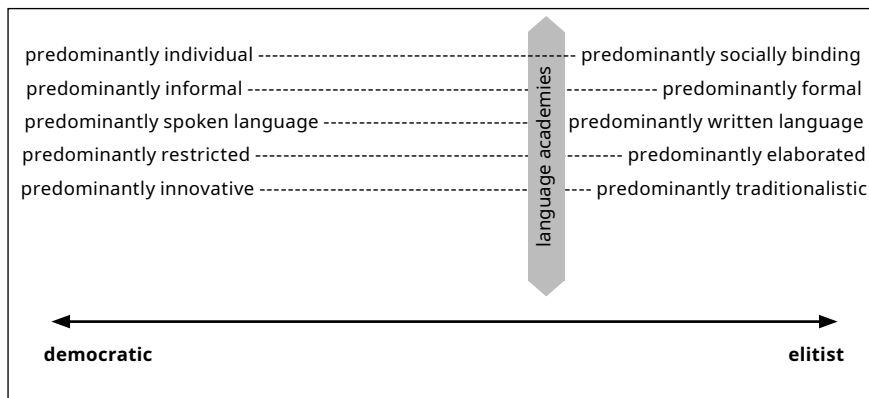 predominantly individual predominantly socially binding
predominantly informal predominantly formal
predominantly spoken language predominantly written language
predominantly restricted predominantly elaborated
predominantly innovative predominantly traditionalistic
language academies
democratic elitist